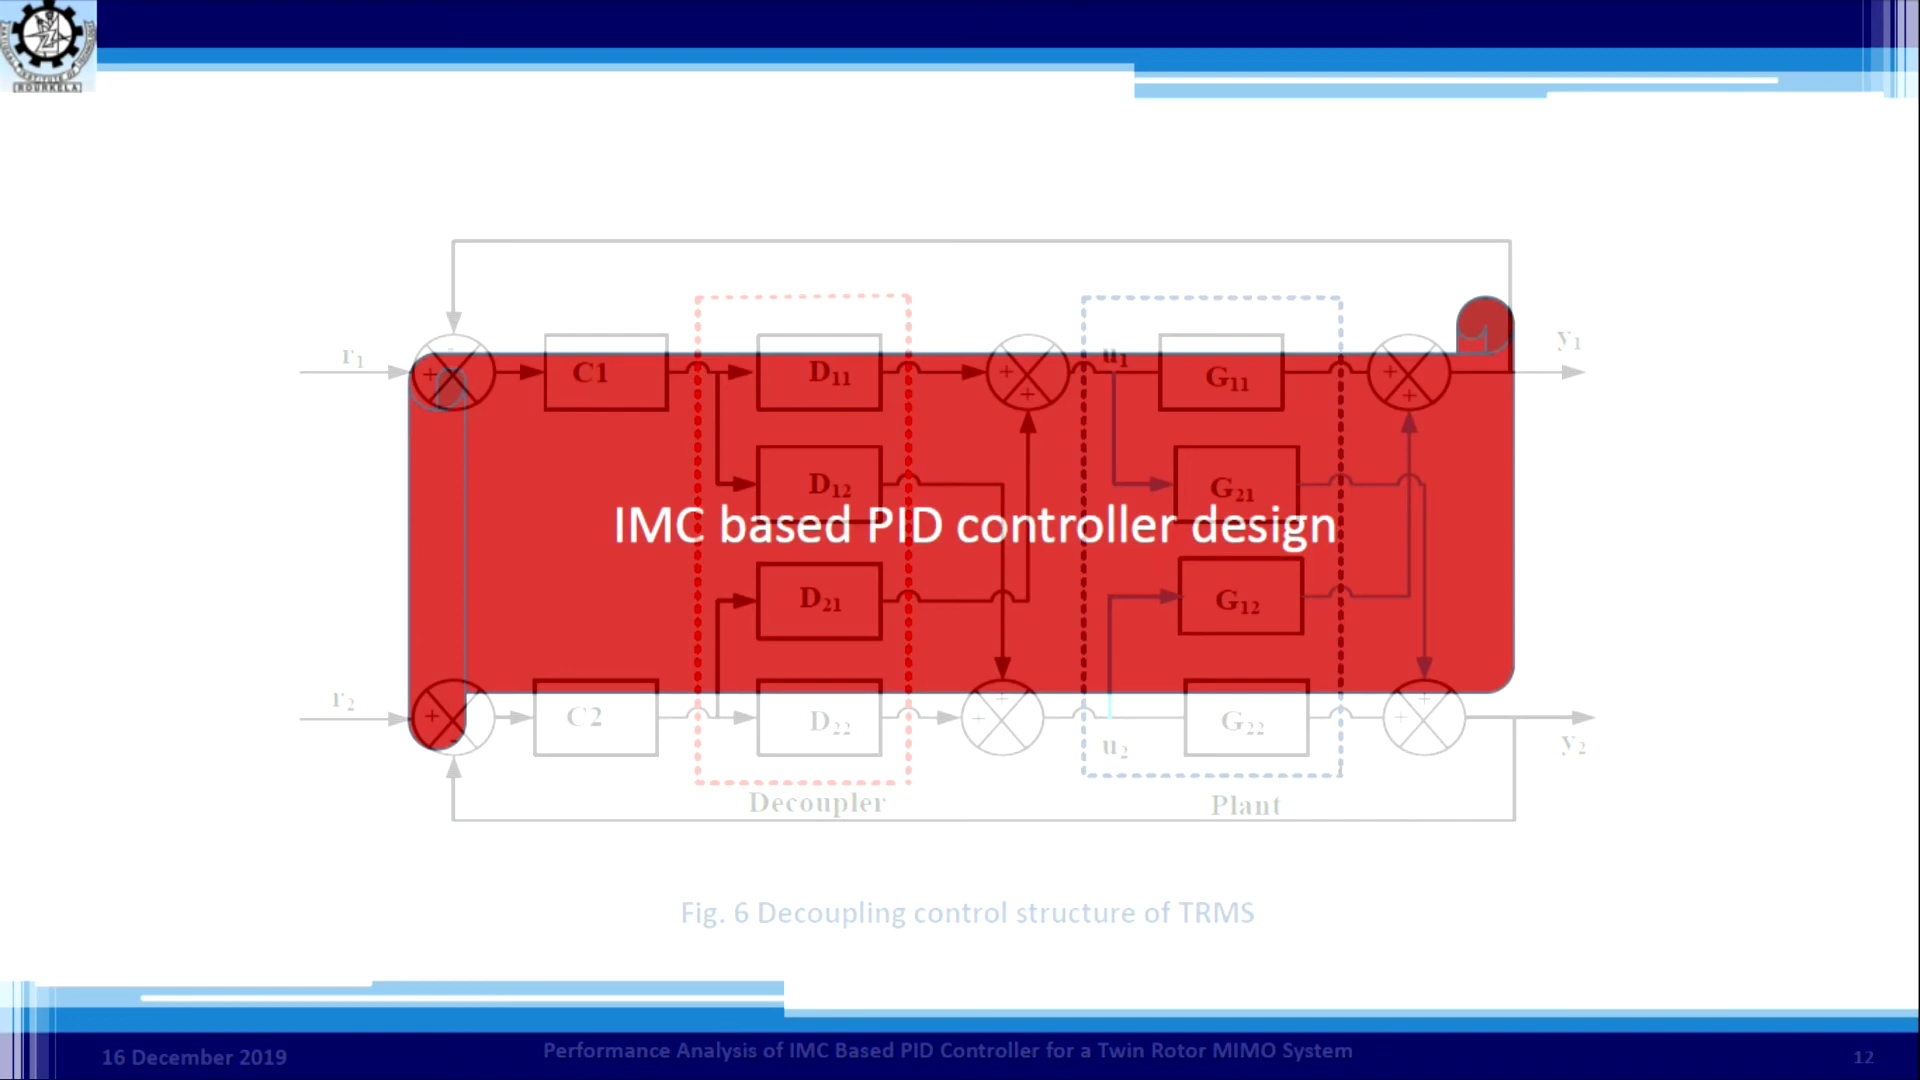 ROURKELA
r₁
+
-
C1
D₁₁
+
+
u₁
G₁₁
+
+
y₁
D₁₂
G₂₁
IMC based PID controller design
D₂₁
G₁₂
r₂
+
-
C2
D₂₂
+
+
u₂
G₂₂
+
+
y₂
Decoupler
Plant
Fig. 6 Decoupling control structure of TRMS
16 December 2019
Performance Analysis of IMC Based PID Controller for a Twin Rotor MIMO System
12